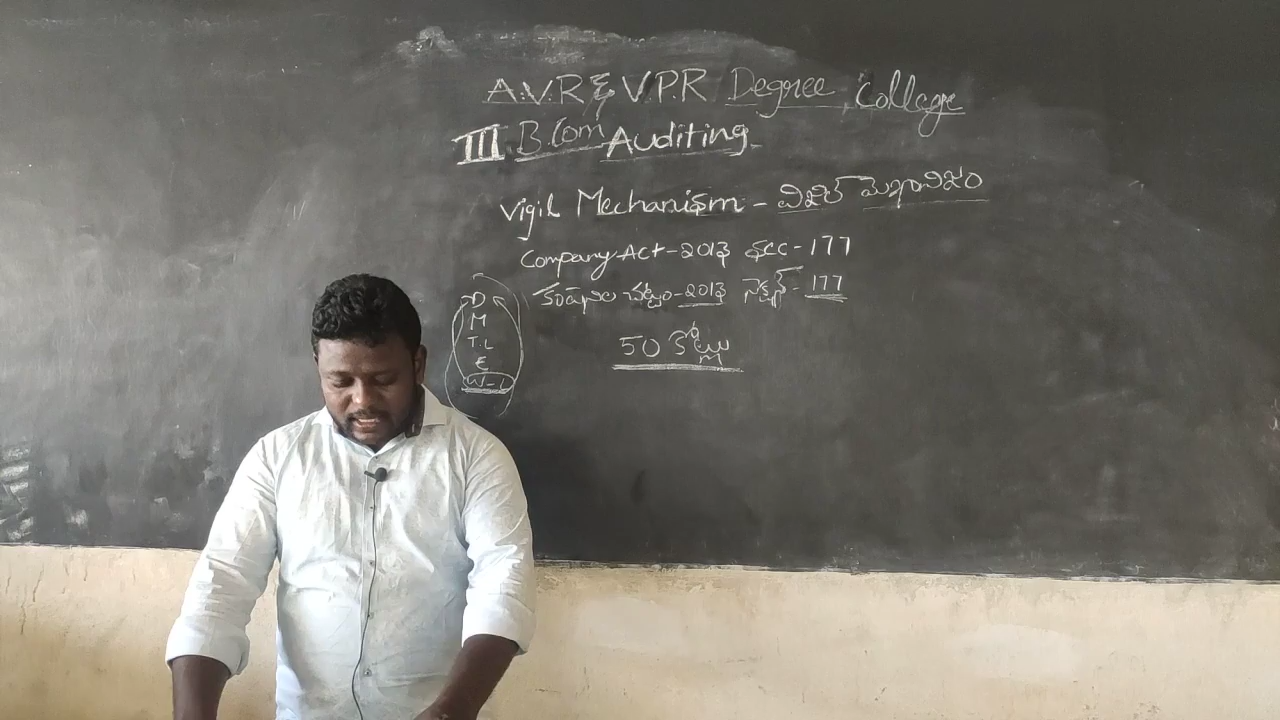 A.V.R & V.P.R Degree College
III B.Com Auditing
Vigil Mechanism - విజిల్ మెఖానిజం
Company Act - 2013 Sec - 177
కంపెనీల చట్టం - 2013 సెక్షన్ - 177
50 కోట్లు
D
M
T.L
E
W-L